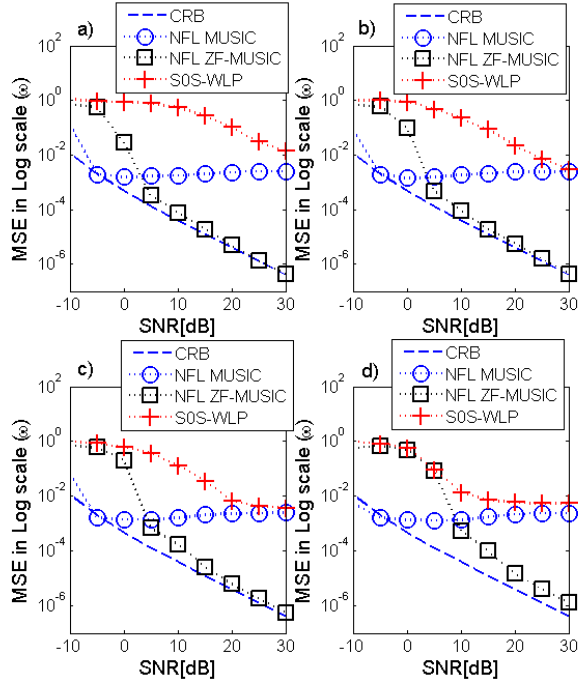 a)
CRB
NFL MUSIC
NFL ZF-MUSIC
S0S-WLP
MSE in Log scale (ω)
10^2
10^0
10^-2
10^-4
10^-6
-10 0 10 20 30
SNR[dB]
b)
CRB
NFL MUSIC
NFL ZF-MUSIC
S0S-WLP
MSE in Log scale (ω)
10^2
10^0
10^-2
10^-4
10^-6
-10 0 10 20 30
SNR[dB]
c)
CRB
NFL MUSIC
NFL ZF-MUSIC
S0S-WLP
MSE in Log scale (ω)
10^2
10^0
10^-2
10^-4
10^-6
-10 0 10 20 30
SNR[dB]
d)
CRB
NFL MUSIC
NFL ZF-MUSIC
S0S-WLP
MSE in Log scale (ω)
10^2
10^0
10^-2
10^-4
10^-6
-10 0 10 20 30
SNR[dB]